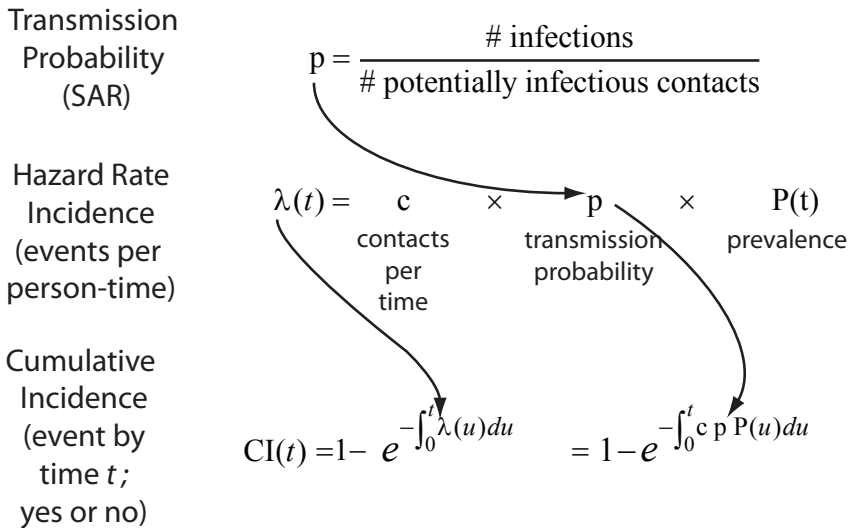 Transmission
Probability
(SAR)
p = # infections / # potentially infectious contacts
Hazard Rate
Incidence
(events per
person-time)
λ(t) = c × p × P(t)
contacts
per
time
transmission
probability
prevalence
Cumulative
Incidence
(event by
time t ;
yes or no)
CI(t) =1− e^{−∫_0^t λ(u)du} = 1−e^{−∫_0^t c p P(u)du}